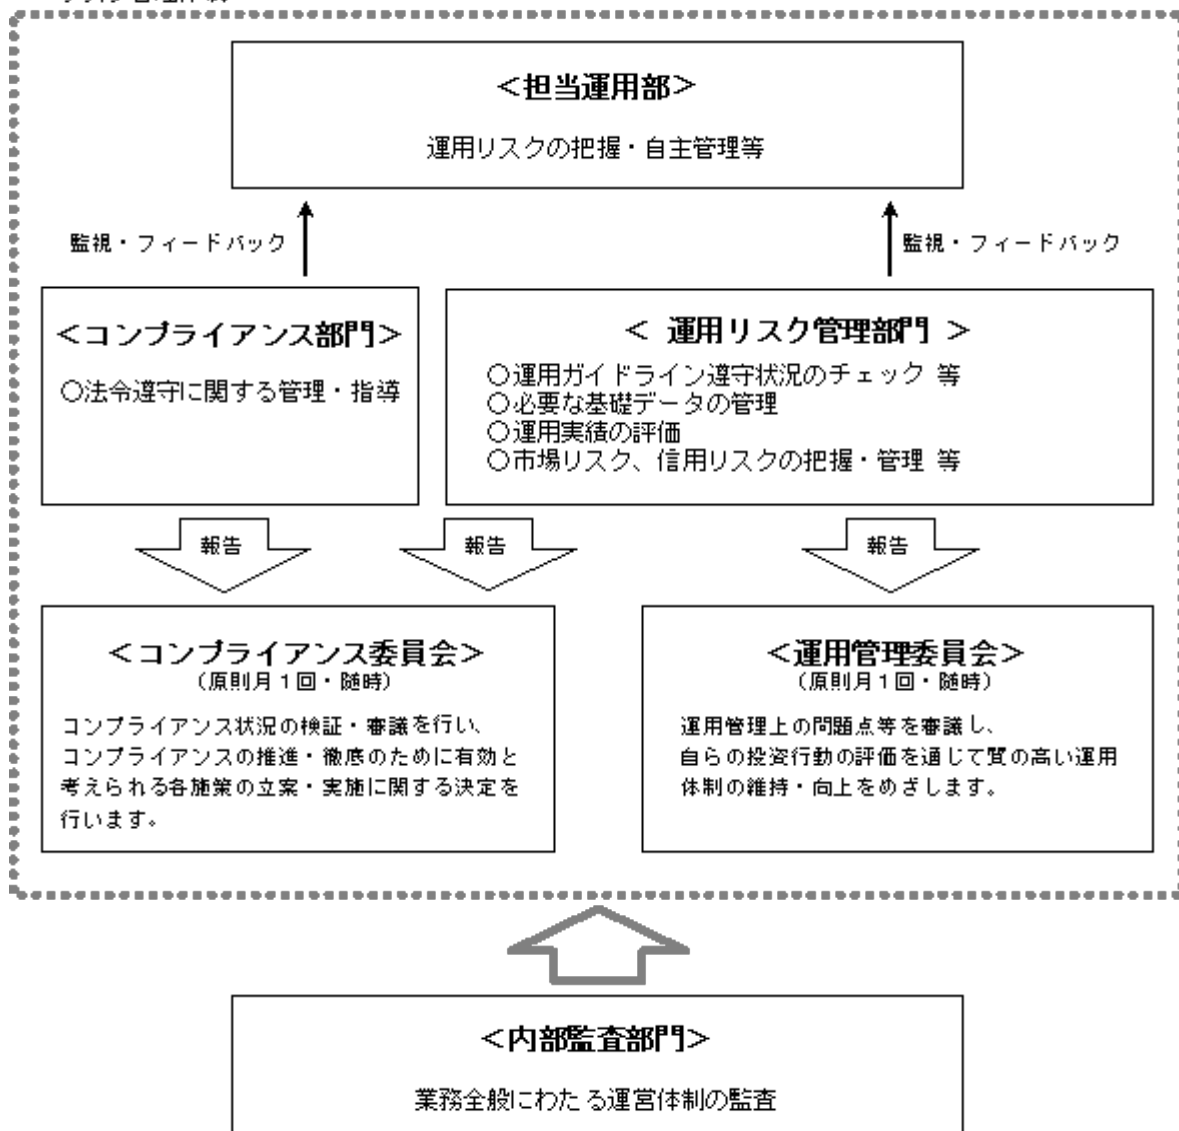 ＜担当運用部＞
運用リスクの把握・自主管理等
監視・フィードバック
監視・フィードバック
＜コンプライアンス部門＞
○法令遵守に関する管理・指導
＜ 運用リスク管理部門 ＞
○運用ガイドライン遵守状況のチェック 等
○必要な基礎データの管理
○運用実績の評価
○市場リスク、信用リスクの把握・管理 等
報告
報告
報告
＜コンプライアンス委員会＞
（原則月１回・随時）
コンプライアンス状況の検証・審議を行い、
コンプライアンスの推進・徹底のために有効と
考えられる各施策の立案・実施に関する決定を
行います。
＜運用管理委員会＞
（原則月１回・随時）
運用管理上の問題点等を審議し、
自らの投資行動の評価を通じて質の高い運用
体制の維持・向上をめざします。
＜内部監査部門＞
業務全般にわたる運営体制の監査